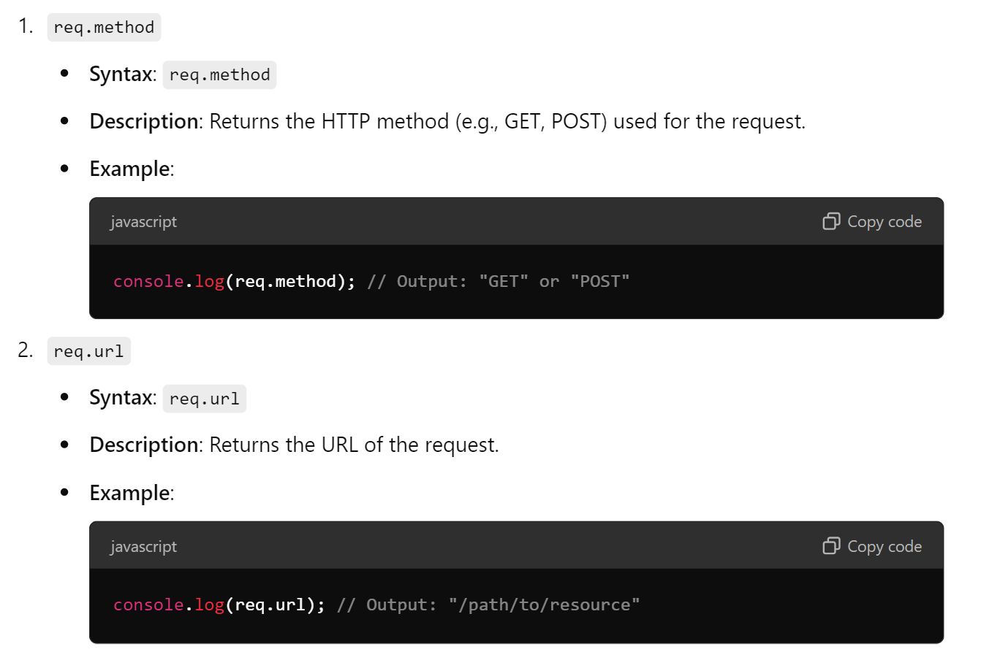 1. req.method
• Syntax: req.method
• Description: Returns the HTTP method (e.g., GET, POST) used for the request.
• Example:
javascript Copy code
console.log(req.method); // Output: "GET" or "POST"
2. req.url
• Syntax: req.url
• Description: Returns the URL of the request.
• Example:
javascript Copy code
console.log(req.url); // Output: "/path/to/resource"